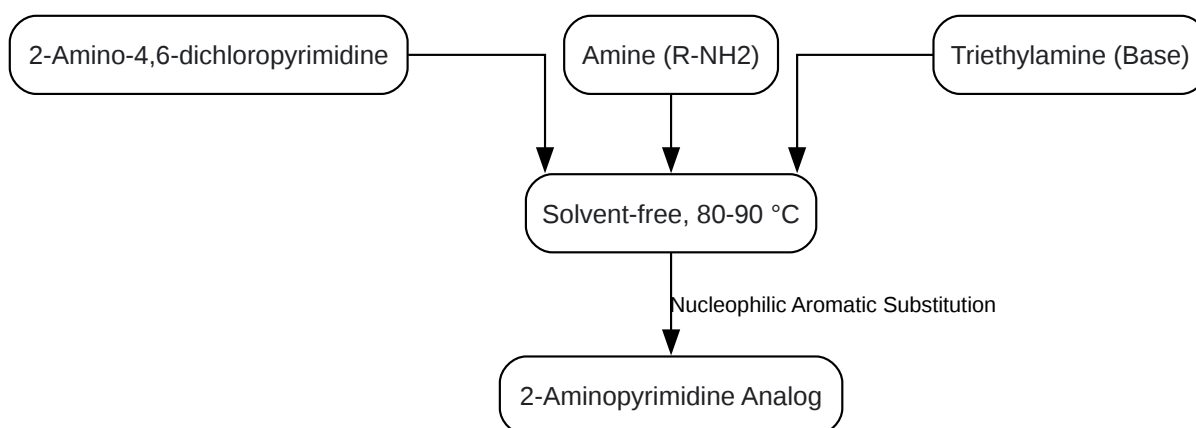 2-Amino-4,6-dichloropyrimidine
Amine (R-NH2)
Triethylamine (Base)
Solvent-free, 80-90 °C
Nucleophilic Aromatic Substitution
2-Aminopyrimidine Analog